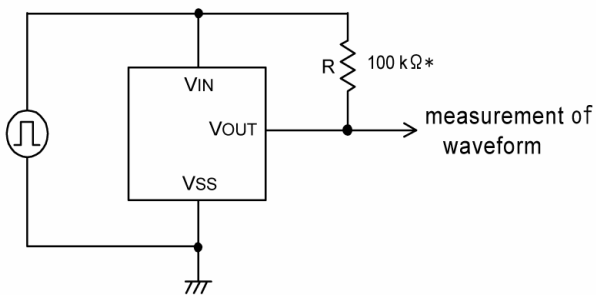 VIN
R 100 kΩ*
VOUT
measurement of
waveform
VSS